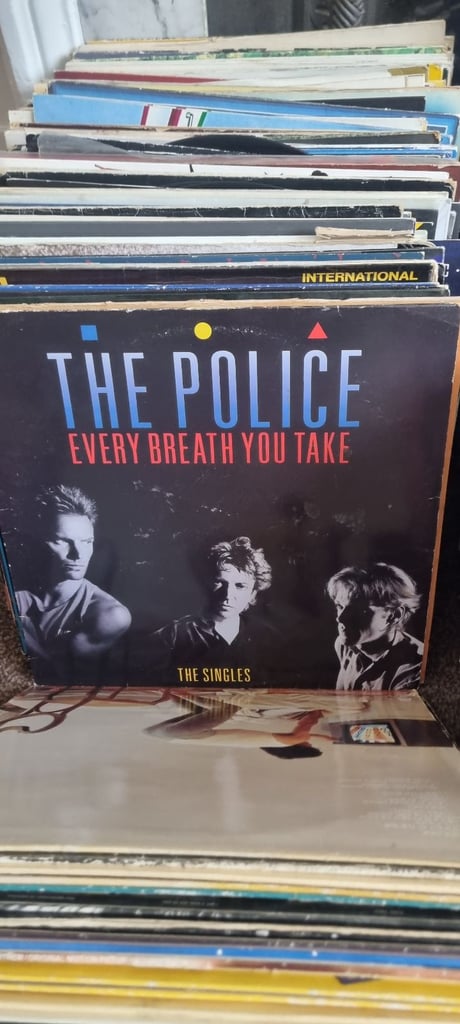 INTERNATIONAL
THE POLICE
EVERY BREATH YOU TAKE
THE SINGLES